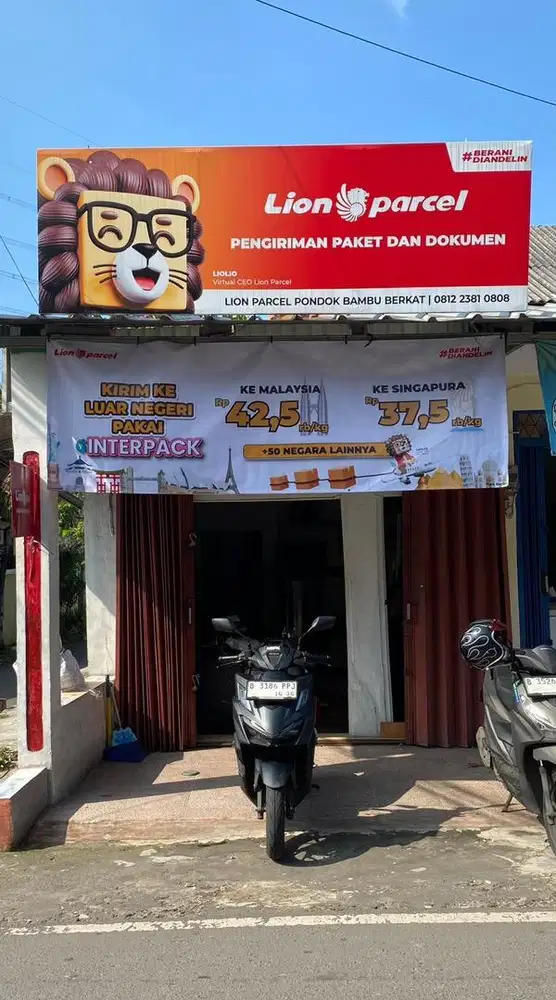 #BERANI
DIANDELIN
Lion parcel
PENGIRIMAN PAKET DAN DOKUMEN
LIOLIO
Virtual CEO Lion Parcel
LION PARCEL PONDOK BAMBU BERKAT | 0812 2381 0808
Lion parcel
#BERANI
DIANDELIN
KIRIM KE
LUAR NEGERI
PAKAI
INTERPACK
KE MALAYSIA
Rp 42,5 rb/kg
KE SINGAPURA
Rp 37,5 rb/kg
+50 NEGARA LAINNYA
B 3186 PPJ